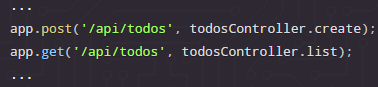 ...
app.post('/api/todos', todosController.create);
app.get('/api/todos', todosController.list);
...